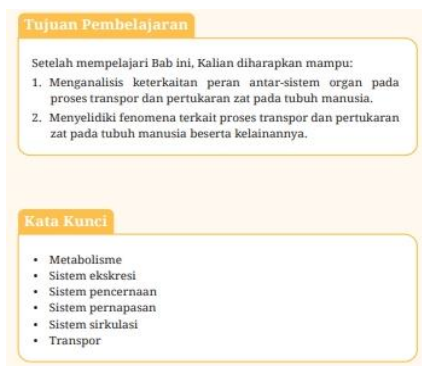 Tujuan Pembelajaran
Setelah mempelajari Bab ini, Kalian diharapkan mampu:
1. Menganalisis keterkaitan peran antar-sistem organ pada
proses transpor dan pertukaran zat pada tubuh manusia.
2. Menyelidiki fenomena terkait proses transpor dan pertukaran
zat pada tubuh manusia beserta kelainannya.
Kata Kunci
• Metabolisme
• Sistem ekskresi
• Sistem pencernaan
• Sistem pernapasan
• Sistem sirkulasi
• Transpor